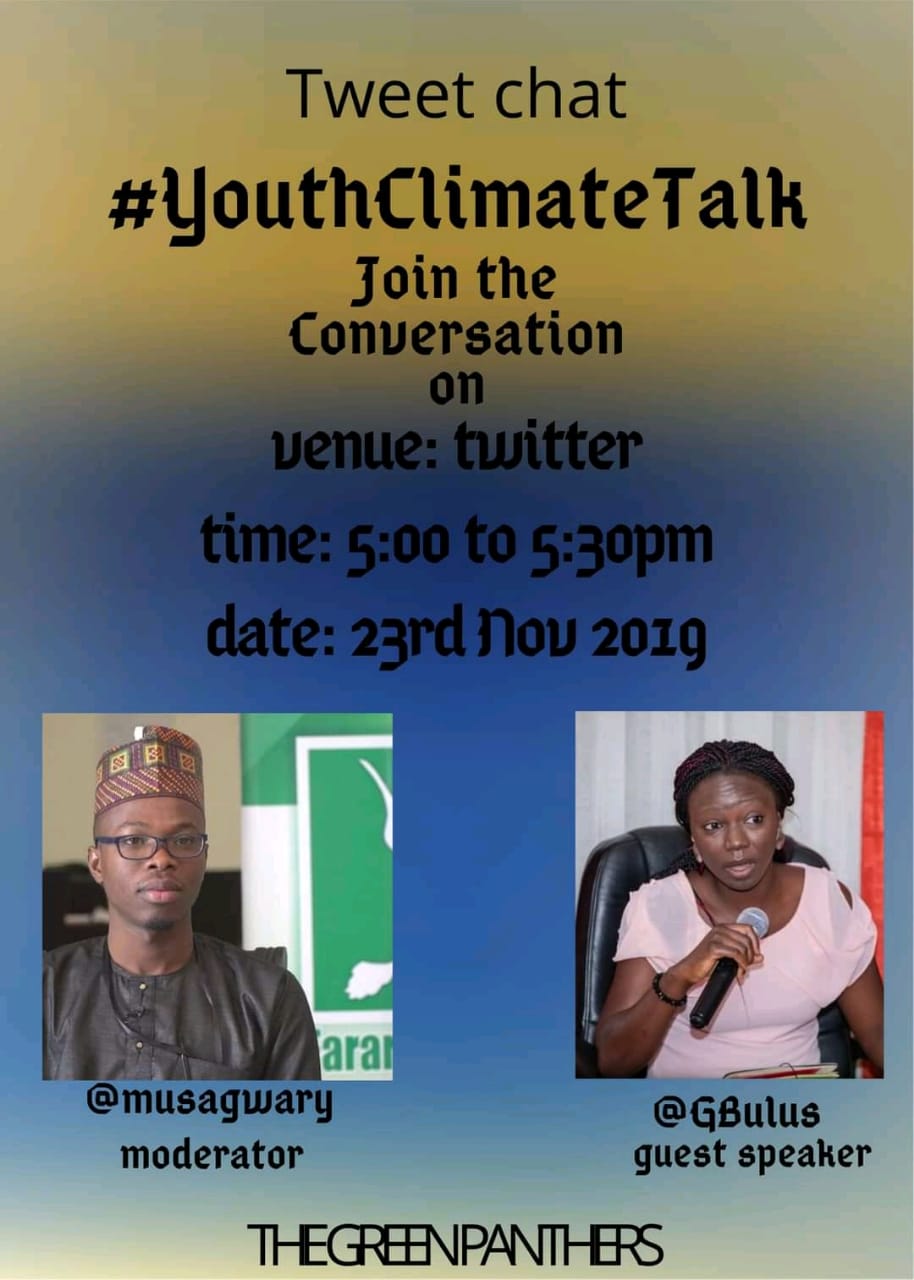 Tweet chat
#YouthClimateTalk
Join the
Conversation
on
venue: twitter
time: 5:00 to 5:30pm
date: 23rd Nov 2019
@musagwary
moderator
@GBulus
guest speaker
THEGREENPANTHERS